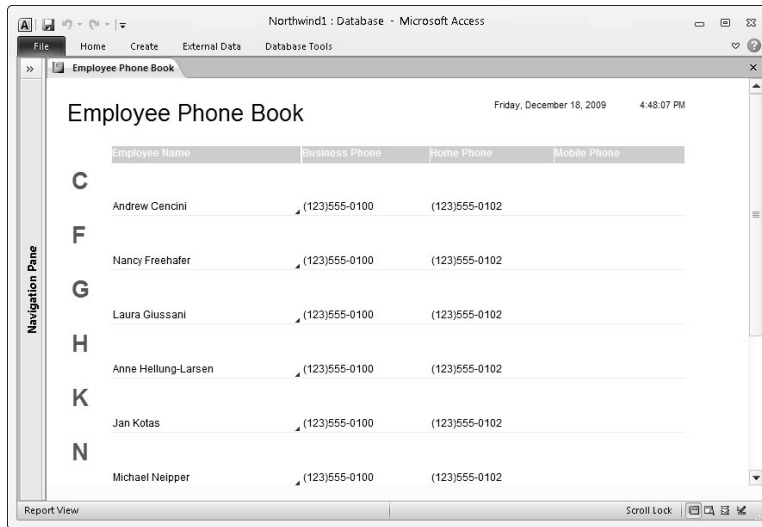 Northwind1 : Database - Microsoft Access
File Home Create External Data Database Tools
Employee Phone Book
Navigation Pane
Employee Phone Book
Friday, December 18, 2009 4:48:07 PM
Employee Name Business Phone Home Phone Mobile Phone
C
Andrew Cencini (123)555-0100 (123)555-0102
F
Nancy Freehafer (123)555-0100 (123)555-0102
G
Laura Giussani (123)555-0100 (123)555-0102
H
Anne Hellung-Larsen (123)555-0100 (123)555-0102
K
Jan Kotas (123)555-0100 (123)555-0102
N
Michael Neipper (123)555-0100 (123)555-0102
Report View Scroll Lock